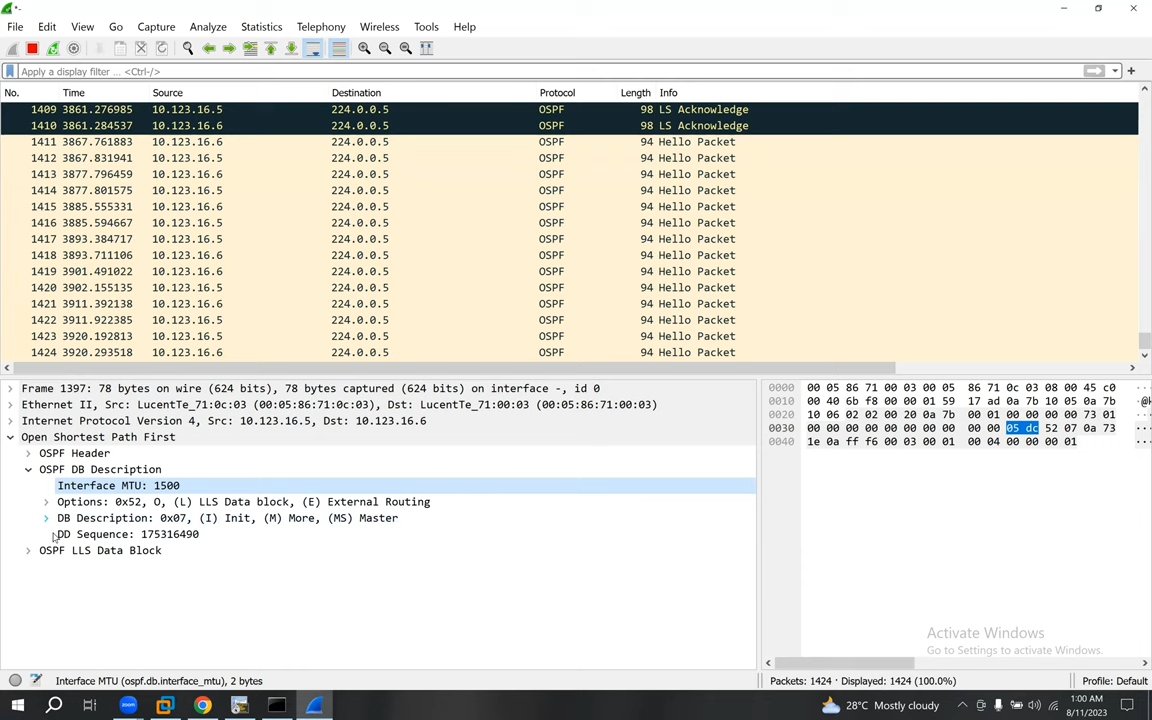 *-
File Edit View Go Capture Analyze Statistics Telephony Wireless Tools Help
Apply a display filter ... <Ctrl-/>
No. Time Source Destination Protocol Length Info
1409 3861.276985 10.123.16.5 224.0.0.5 OSPF 98 LS Acknowledge
1410 3861.284537 10.123.16.6 224.0.0.5 OSPF 98 LS Acknowledge
1411 3867.761883 10.123.16.6 224.0.0.5 OSPF 94 Hello Packet
1412 3867.831941 10.123.16.5 224.0.0.5 OSPF 94 Hello Packet
1413 3877.796459 10.123.16.6 224.0.0.5 OSPF 94 Hello Packet
1414 3877.801575 10.123.16.5 224.0.0.5 OSPF 94 Hello Packet
1415 3885.555331 10.123.16.6 224.0.0.5 OSPF 94 Hello Packet
1416 3885.594667 10.123.16.5 224.0.0.5 OSPF 94 Hello Packet
1417 3893.384717 10.123.16.5 224.0.0.5 OSPF 94 Hello Packet
1418 3893.711106 10.123.16.6 224.0.0.5 OSPF 94 Hello Packet
1419 3901.491022 10.123.16.6 224.0.0.5 OSPF 94 Hello Packet
1420 3902.155135 10.123.16.5 224.0.0.5 OSPF 94 Hello Packet
1421 3911.392138 10.123.16.6 224.0.0.5 OSPF 94 Hello Packet
1422 3911.922385 10.123.16.5 224.0.0.5 OSPF 94 Hello Packet
1423 3920.192813 10.123.16.5 224.0.0.5 OSPF 94 Hello Packet
1424 3920.293518 10.123.16.6 224.0.0.5 OSPF 94 Hello Packet
Frame 1397: 78 bytes on wire (624 bits), 78 bytes captured (624 bits) on interface -, id 0
Ethernet II, Src: LucentTe_71:0c:03 (00:05:86:71:0c:03), Dst: LucentTe_71:00:03 (00:05:86:71:00:03)
Internet Protocol Version 4, Src: 10.123.16.5, Dst: 10.123.16.6
Open Shortest Path First
OSPF Header
OSPF DB Description
Interface MTU: 1500
Options: 0x52, O, (L) LLS Data block, (E) External Routing
DB Description: 0x07, (I) Init, (M) More, (MS) Master
DD Sequence: 175316490
OSPF LLS Data Block
0000 00 05 86 71 00 03 00 05 86 71 0c 03 08 00 45 c0 ···
0010 00 40 6b f8 00 00 01 59 17 ad 0a 7b 10 05 0a 7b ·@k
0020 10 06 02 02 00 20 0a 7b 00 01 00 00 00 00 73 01 ···
0030 00 00 00 00 00 00 00 00 00 00 05 dc 52 07 0a 73 ···
0040 1e 0a ff f6 00 03 00 01 00 04 00 00 00 01 ···
Activate Windows
Go to Settings to activate Windows.
Interface MTU (ospf.db.interface_mtu), 2 bytes
Packets: 1424 · Displayed: 1424 (100.0%)
Profile: Default
zoom
28°C Mostly cloudy
1:00 AM
8/11/2023